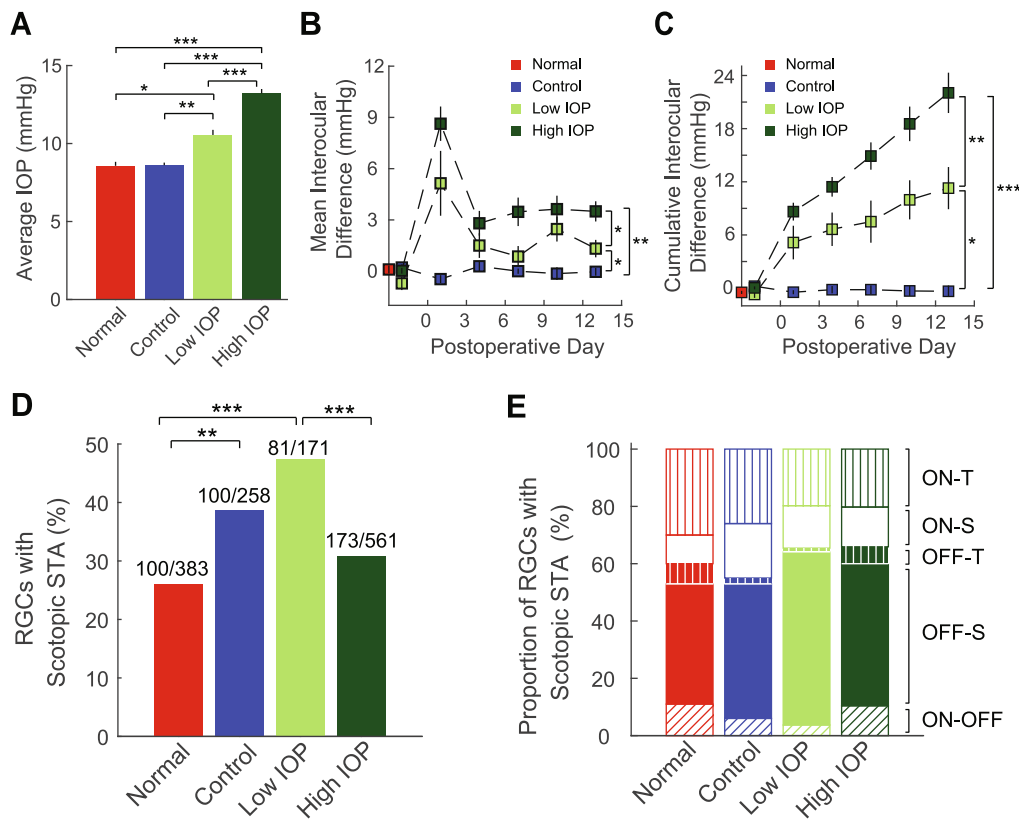 A
***
***
***
*
**
15
10
5
0
Average IOP (mmHg)
Normal
Control
Low IOP
High IOP
B
12
9
6
3
0
Mean Interocular
Difference (mmHg)
Normal
Control
Low IOP
High IOP
*
*
**
0
3
6
9
12
15
Postoperative Day
C
24
18
12
6
0
Cumulative Interocular
Difference (mmHg)
Normal
Control
Low IOP
High IOP
**
*
***
0
3
6
9
12
15
Postoperative Day
D
***
***
**
50
40
30
20
10
0
RGCs with
Scotopic STA (%)
100/383
100/258
81/171
173/561
Normal
Control
Low IOP
High IOP
E
100
80
60
40
20
0
Proportion of RGCs with
Scotopic STA (%)
Normal
Control
Low IOP
High IOP
ON-T
ON-S
OFF-T
OFF-S
ON-OFF